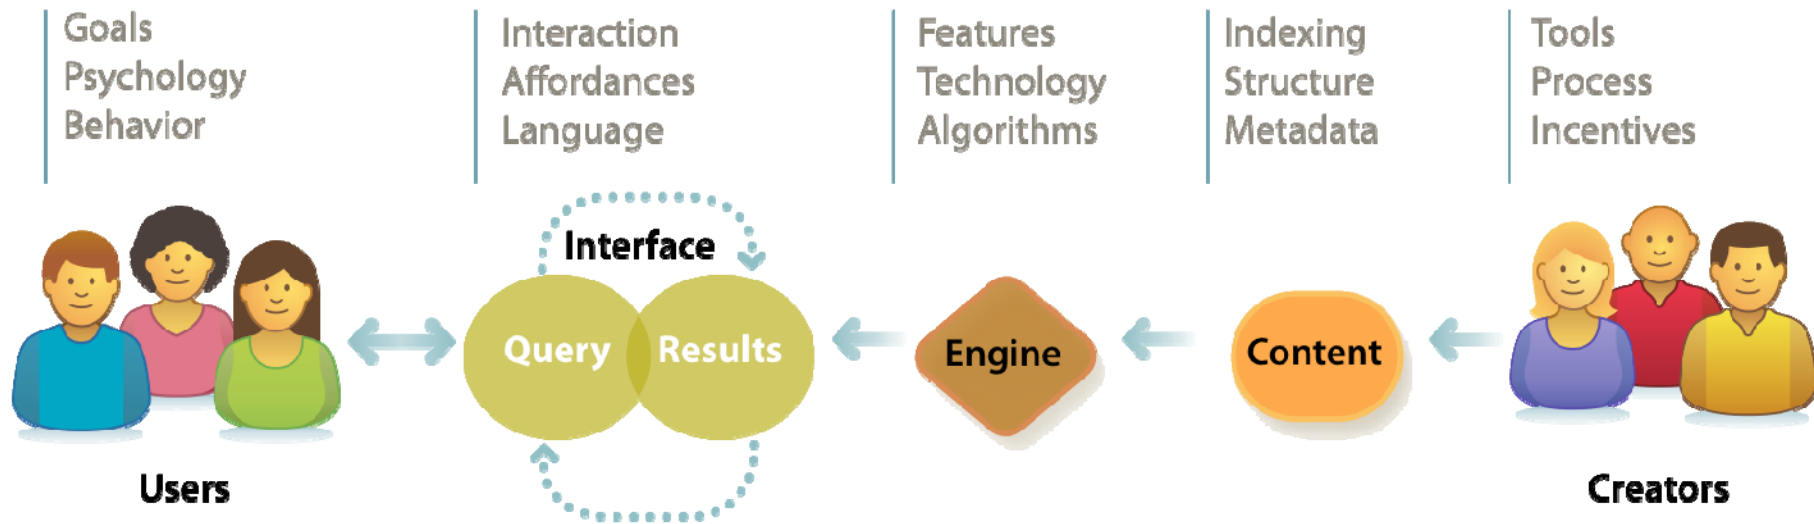 Goals
Psychology
Behavior
Interaction
Affordances
Language
Features
Technology
Algorithms
Indexing
Structure
Metadata
Tools
Process
Incentives
Interface
Query
Results
Engine
Content
Users
Creators